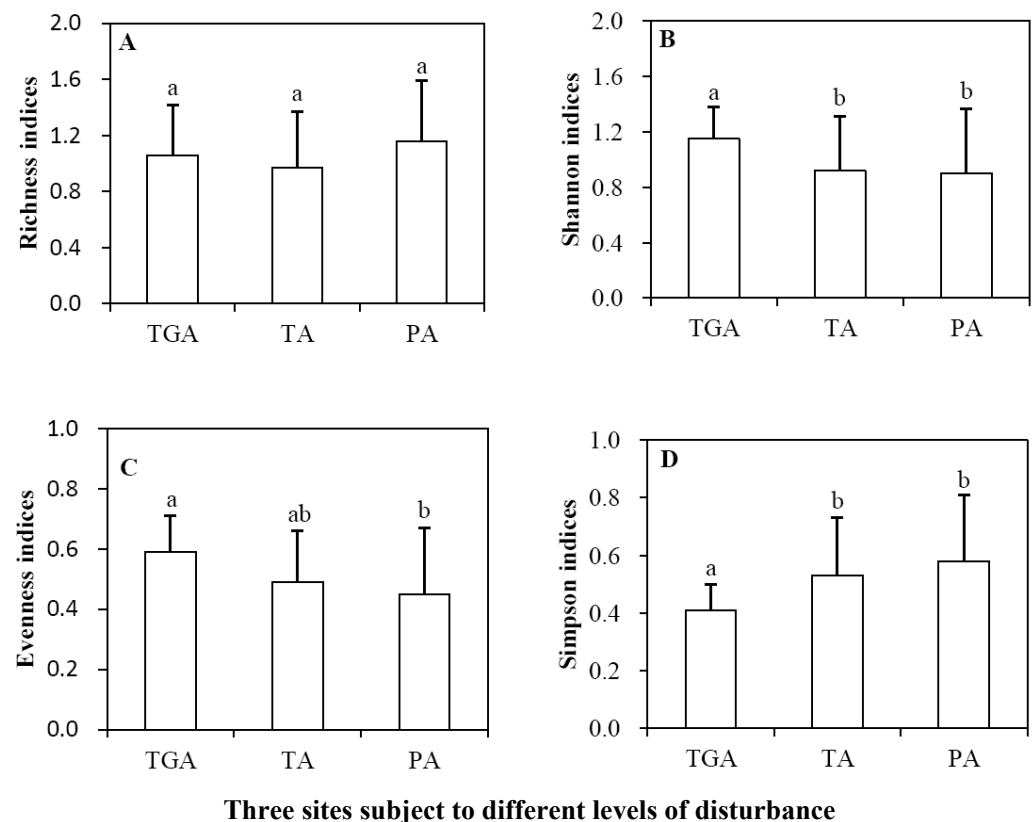 A
Richness indices
2.0
1.6
1.2
0.8
0.4
0.0
a
a
a
TGA TA PA
B
Shannon indices
2.0
1.6
1.2
0.8
0.4
0.0
a
b
b
TGA TA PA
C
Evenness indices
1.0
0.8
0.6
0.4
0.2
0.0
a
ab
b
TGA TA PA
D
Simpson indices
1.0
0.8
0.6
0.4
0.2
0.0
a
b
b
TGA TA PA
Three sites subject to different levels of disturbance